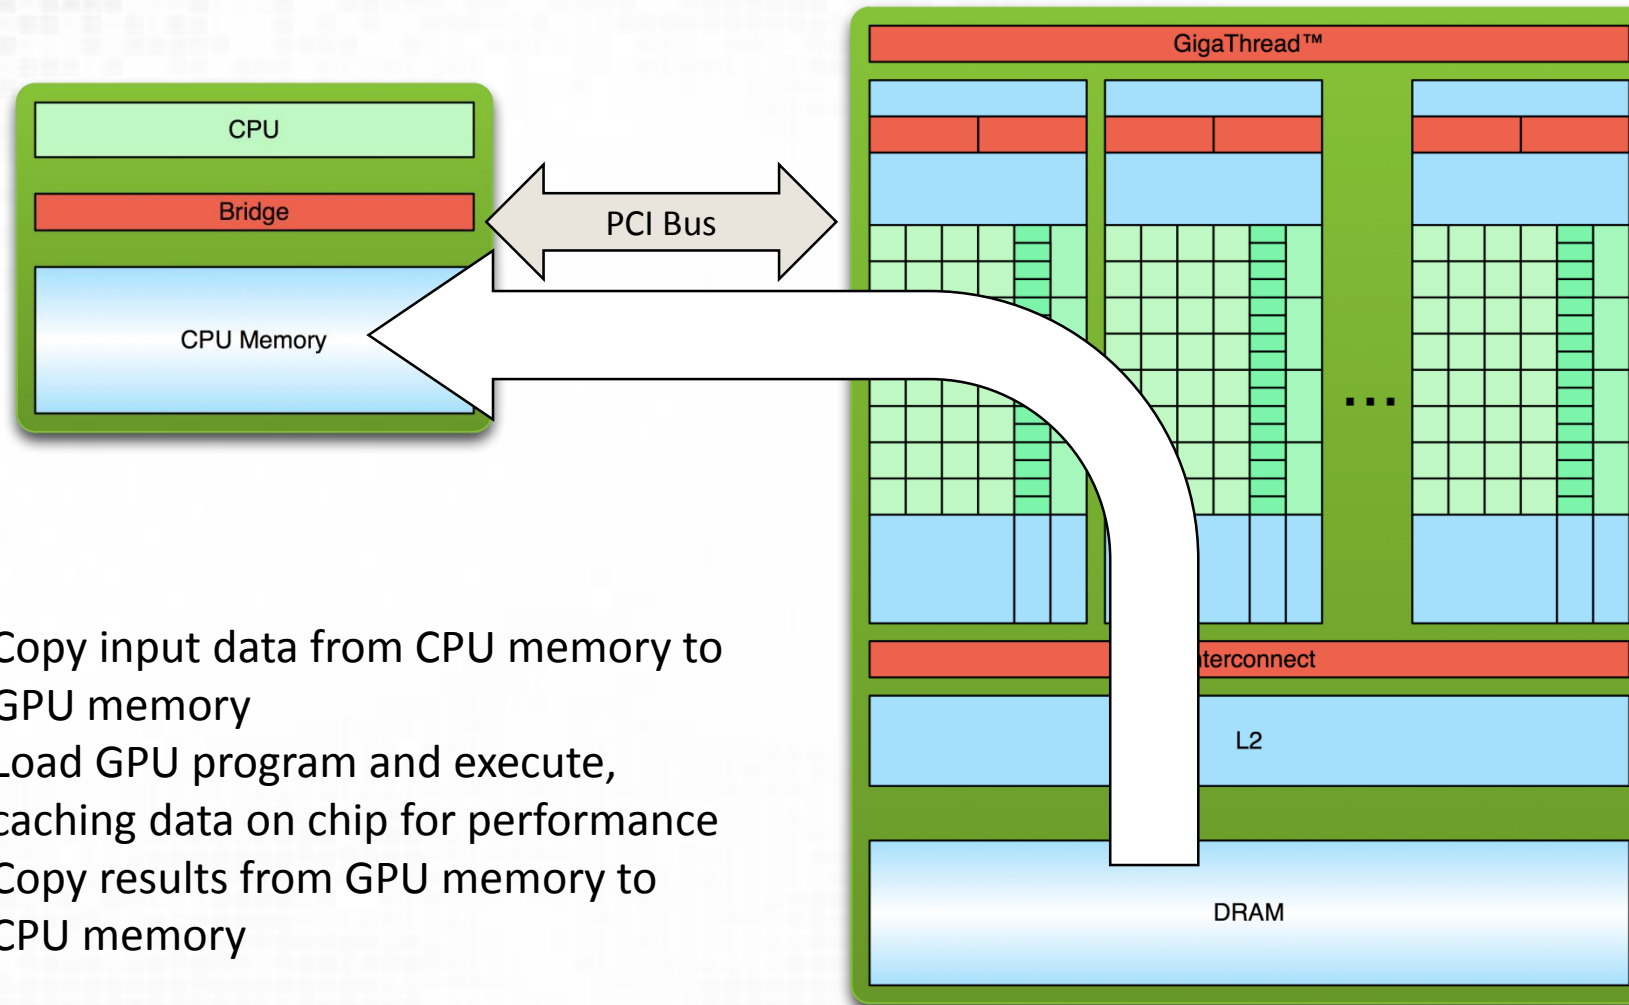 GigaThread™
CPU
Bridge
PCI Bus
CPU Memory
...
nterconnect
L2
DRAM
Copy input data from CPU memory to
GPU memory
Load GPU program and execute,
caching data on chip for performance
Copy results from GPU memory to
CPU memory